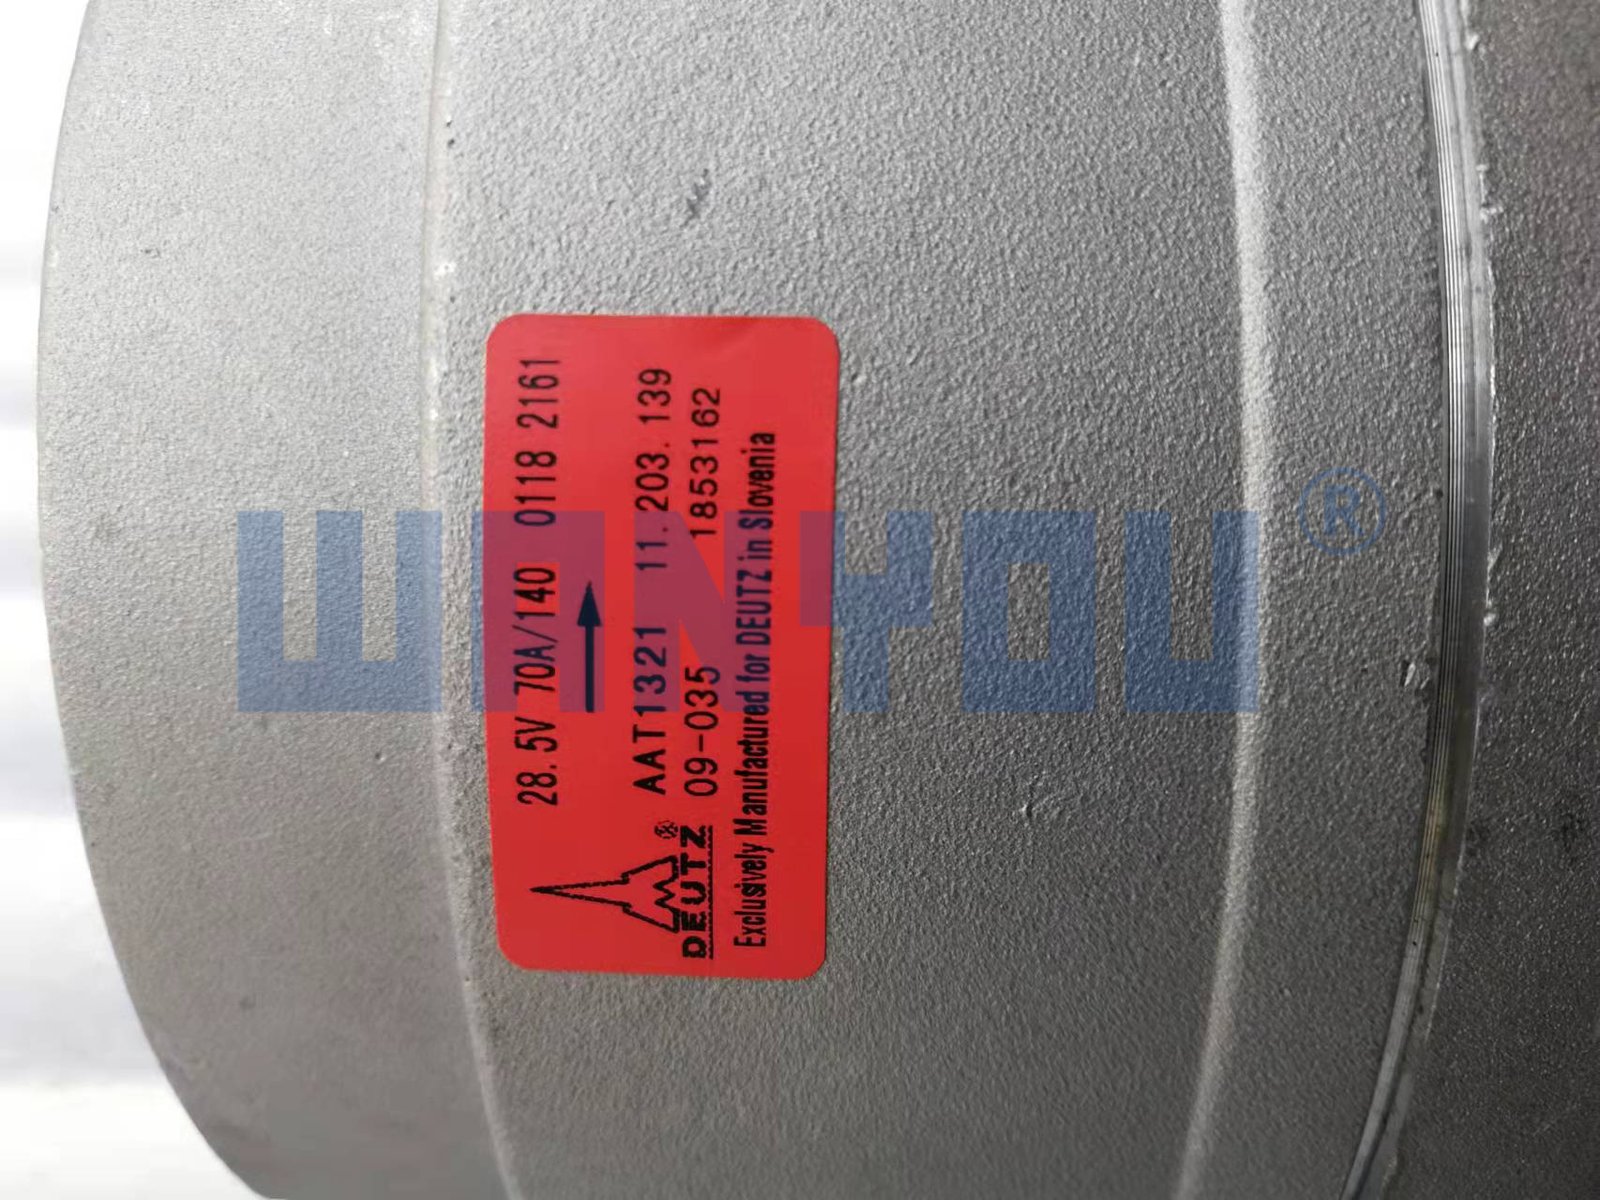 28.5V 70A/140 0118 2161
AAT1321 11.203.139
09-035 1853162
DEUTZ®
Exclusively Manufactured for DEUTZ in Slovenia
WANYOU®